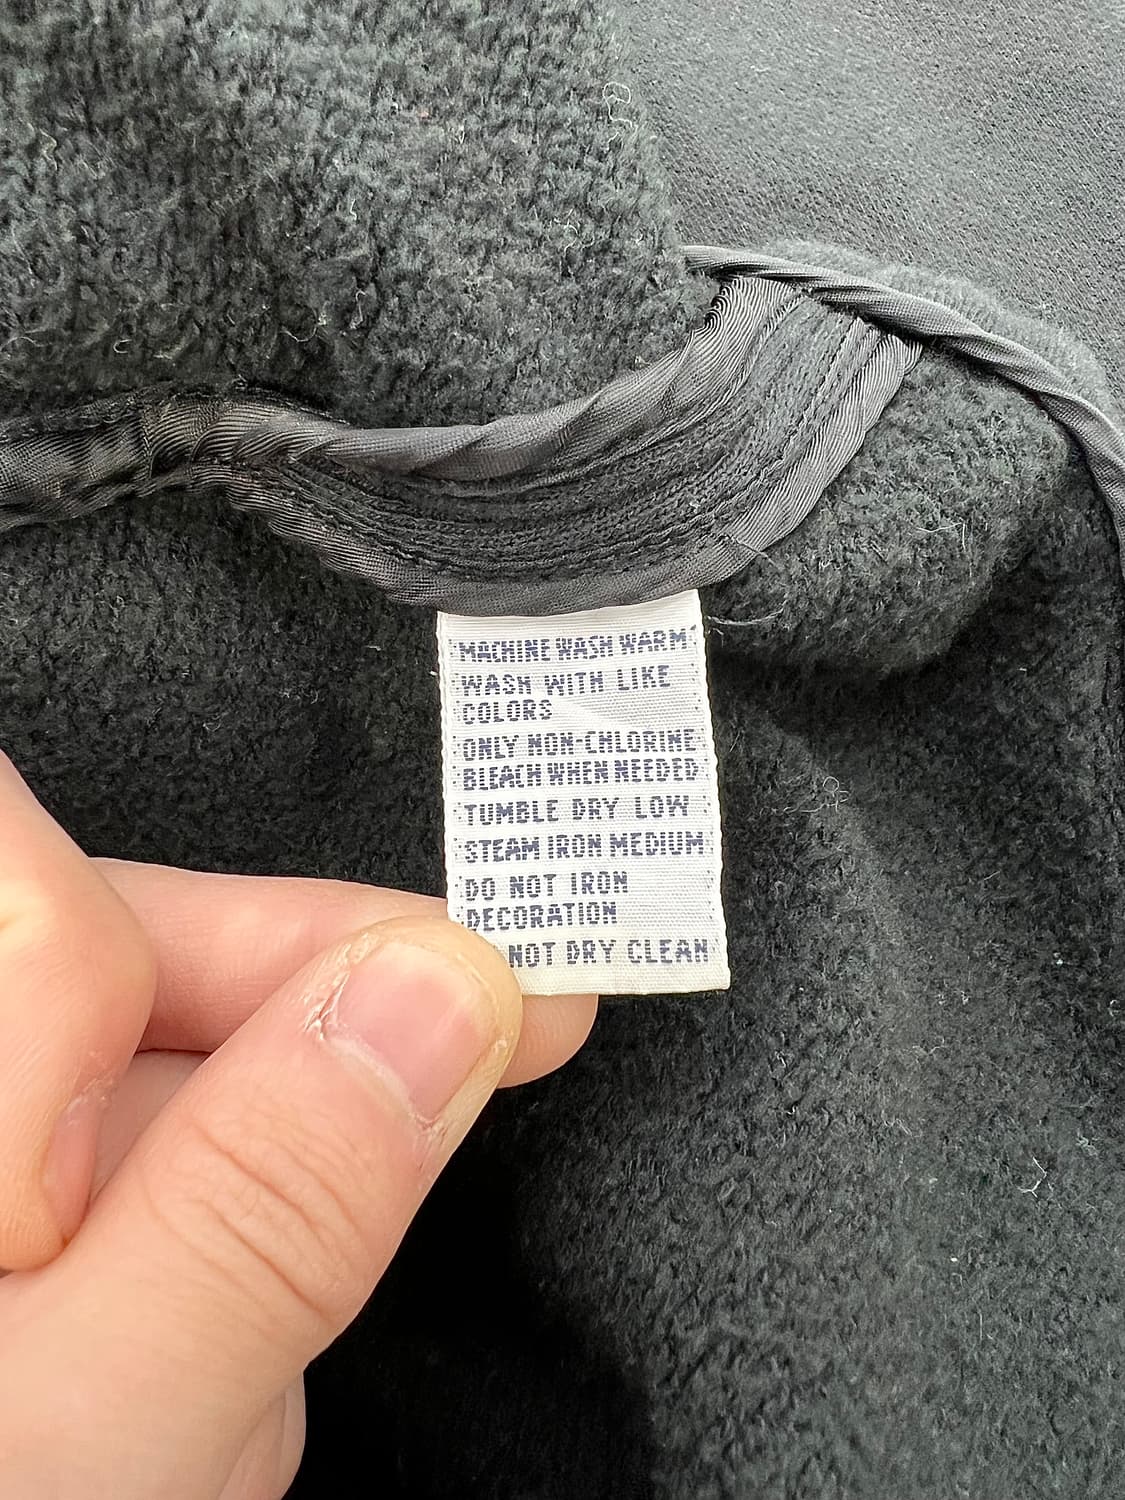 MACHINE WASH WARM
WASH WITH LIKE
COLORS
ONLY NON-CHLORINE
BLEACH WHEN NEEDED
TUMBLE DRY LOW
STEAM IRON MEDIUM
DO NOT IRON
DECORATION
NOT DRY CLEAN